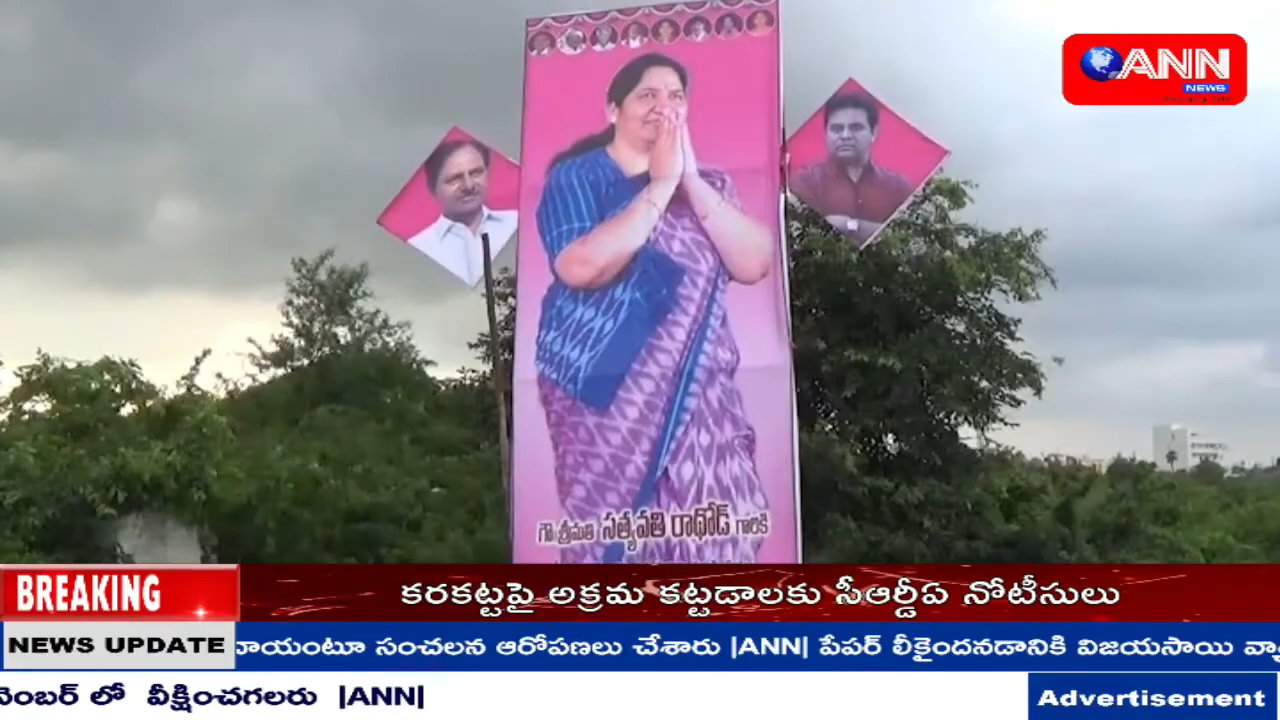 ANN
NEWS
గౌ శ్రీమతి సత్యవతి రాథోడ్ గారికి
BREAKING
కరకట్టపై అక్రమ కట్టడాలకు సీఆర్డీఏ నోటీసులు
NEWS UPDATE
సంచలన ఆరోపణలు చేశారు |ANN| పేపర్ లీకైందనడానికి విజయసాయి
లో వీక్షించగలరు |ANN|
Advertisement